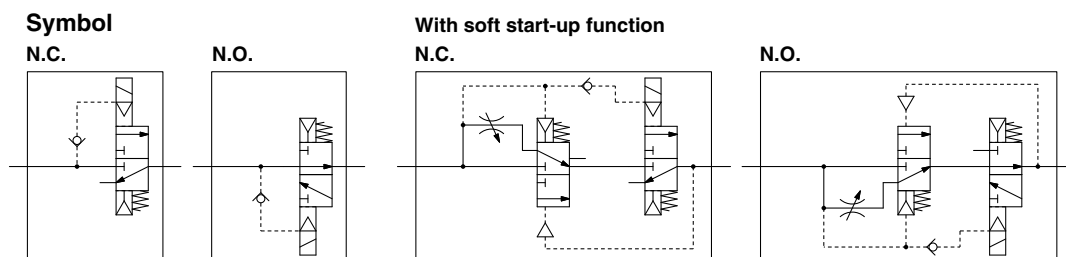 Symbol
With soft start-up function
N.C.
N.O.
N.C.
N.O.